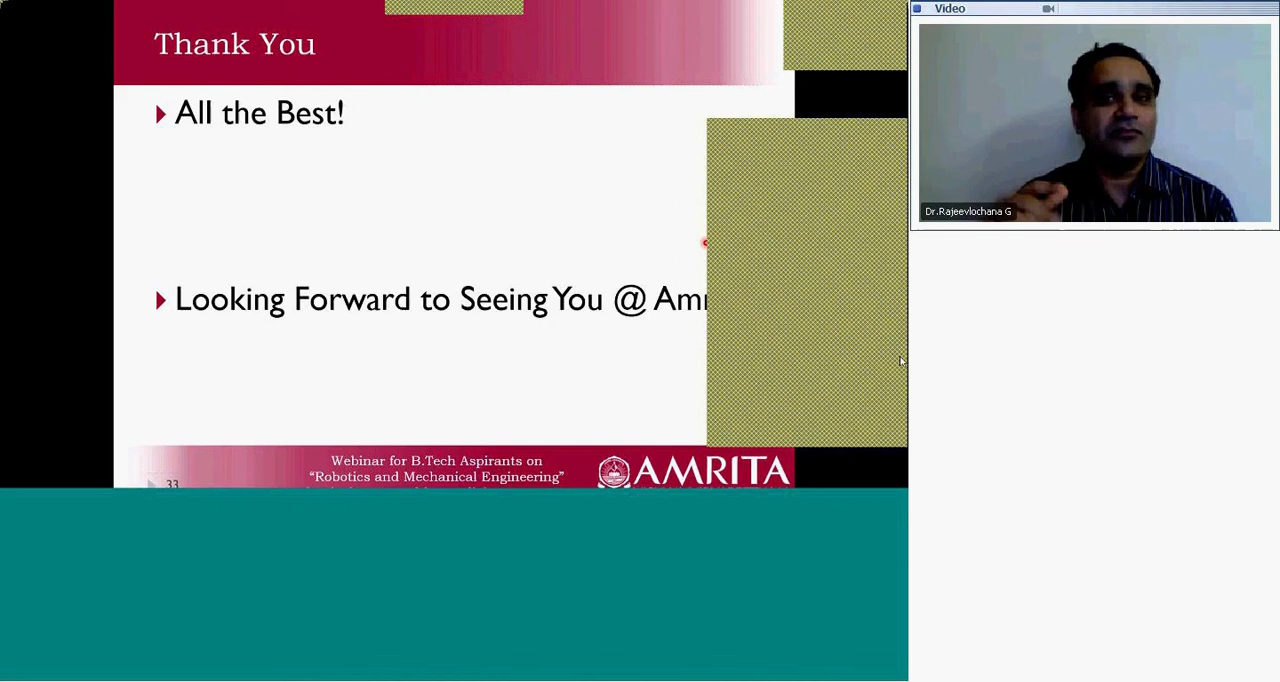 Thank You
All the Best!
Looking Forward to Seeing You @
Webinar for B.Tech Aspirants on
“Robotics and Mechanical Engineering”
AMRITA
33
Video
Dr.Rajeevlochana G